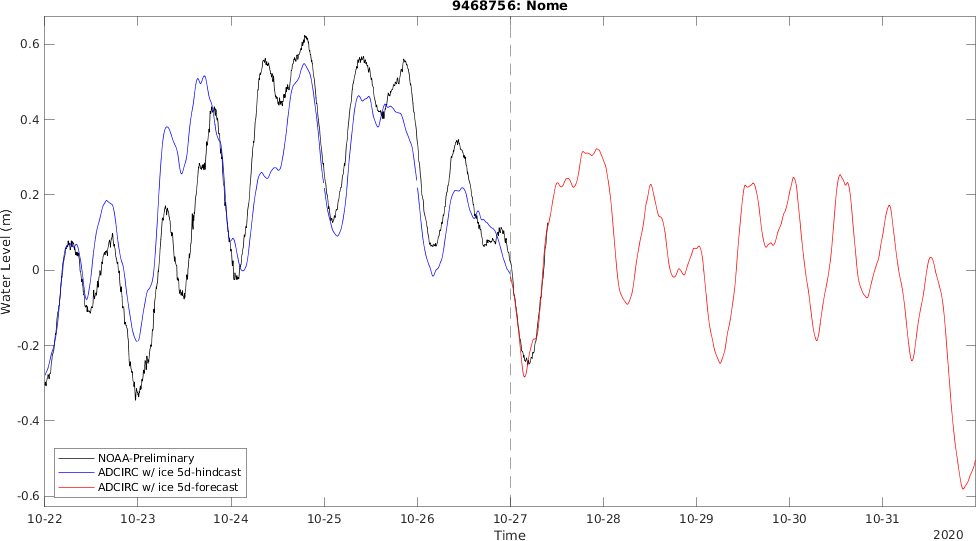 9468756: Nome
Water Level (m)
0.6
0.4
0.2
0
-0.2
-0.4
-0.6
NOAA-Preliminary
ADCIRC w/ ice 5d-hindcast
ADCIRC w/ ice 5d-forecast
10-22 10-23 10-24 10-25 10-26 10-27 10-28 10-29 10-30 10-31
Time
2020